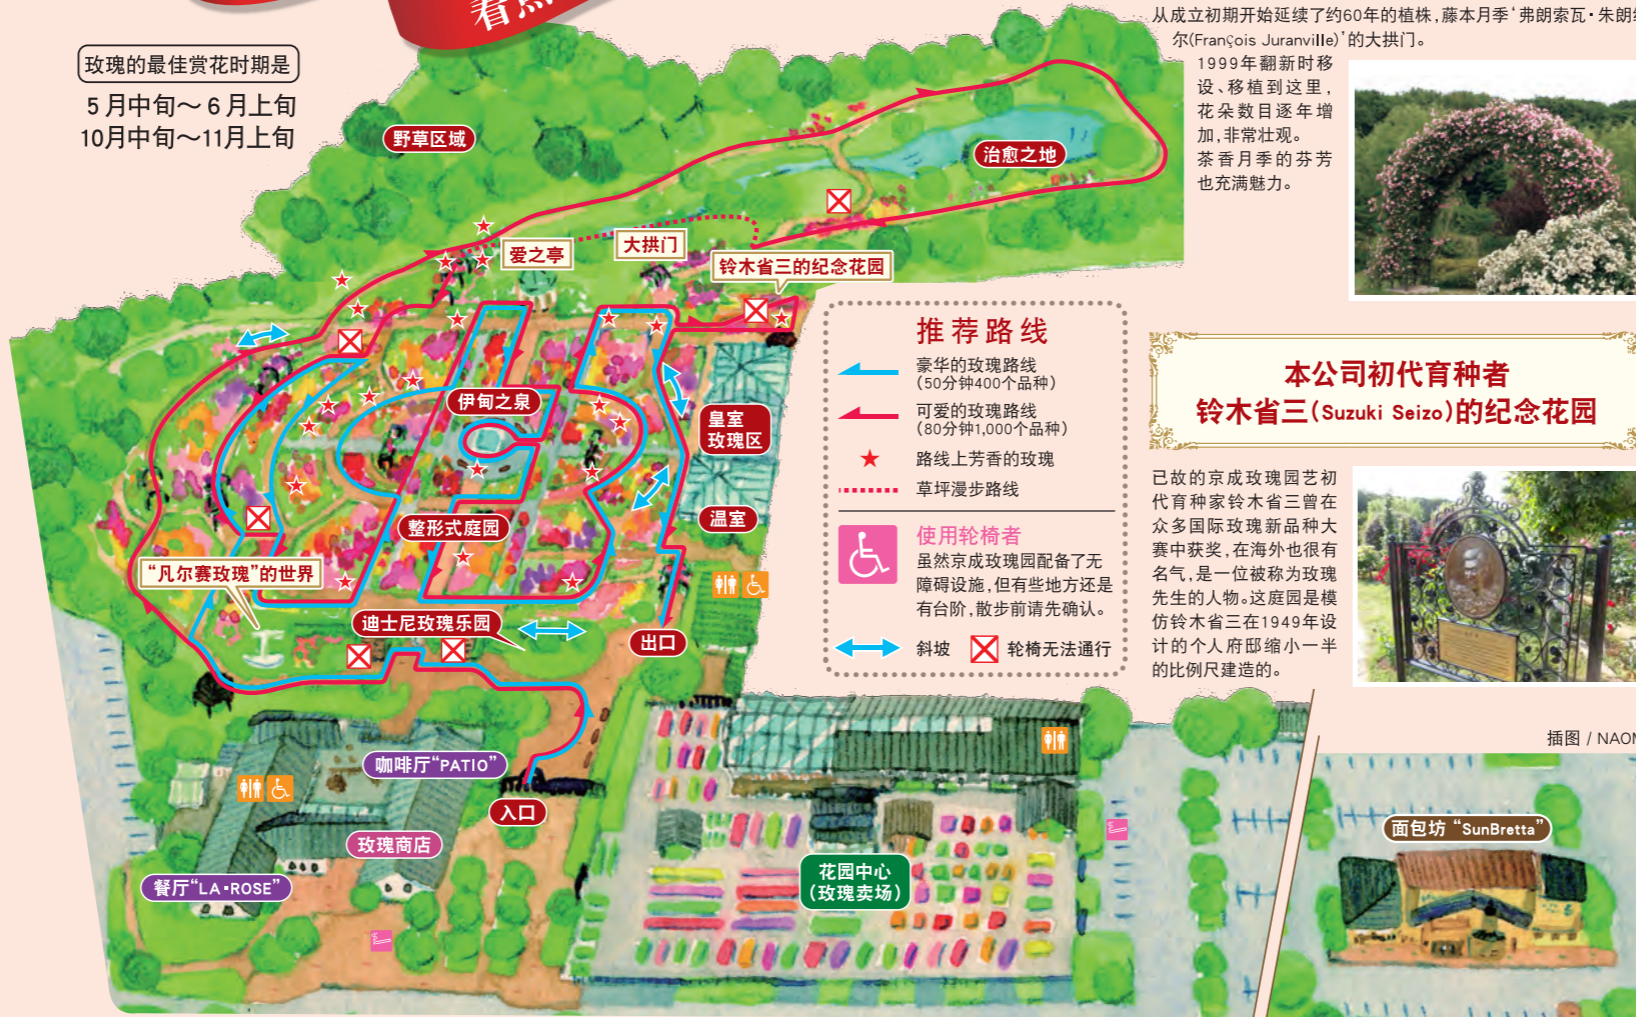 看点
玫瑰的最佳赏花时期是
5月中旬～6月上旬
10月中旬～11月上旬
从成立初期开始延续了约60年的植株，藤本月季‘弗朗索瓦·朱朗
尔(François Juranville)’的大拱门。
1999年翻新时移
设、移植到这里，
花朵数目逐年增
加，非常壮观。
茶香月季的芬芳
也充满魅力。
野草区域
治愈之地
爱之亭
大拱门
铃木省三的纪念花园
伊甸之泉
皇室
玫瑰区
整形式庭园
温室
“凡尔赛玫瑰”的世界
迪士尼玫瑰乐园
出口
推荐路线
豪华的玫瑰路线
（50分钟400个品种）
可爱的玫瑰路线
（80分钟1,000个品种）
路线上芳香的玫瑰
草坪漫步路线
使用轮椅者
虽然京成玫瑰园配备了无
障碍设施，但有些地方还是
有台阶，散步前请先确认。
斜坡
轮椅无法通行
本公司初代育种者
铃木省三(Suzuki Seizo)的纪念花园
已故的京成玫瑰园艺初
代育种家铃木省三曾在
众多国际玫瑰新品种大
赛中获奖，在海外也很有
名气，是一位被称为玫瑰
先生的人物。这庭园是模
仿铃木省三在1949年设
计的个人府邸缩小一半
的比例尺建造的。
插图 / NAOM
咖啡厅“PATIO”
入口
玫瑰商店
餐厅“LA·ROSE”
花园中心
（玫瑰卖场）
面包坊 “SunBretta”